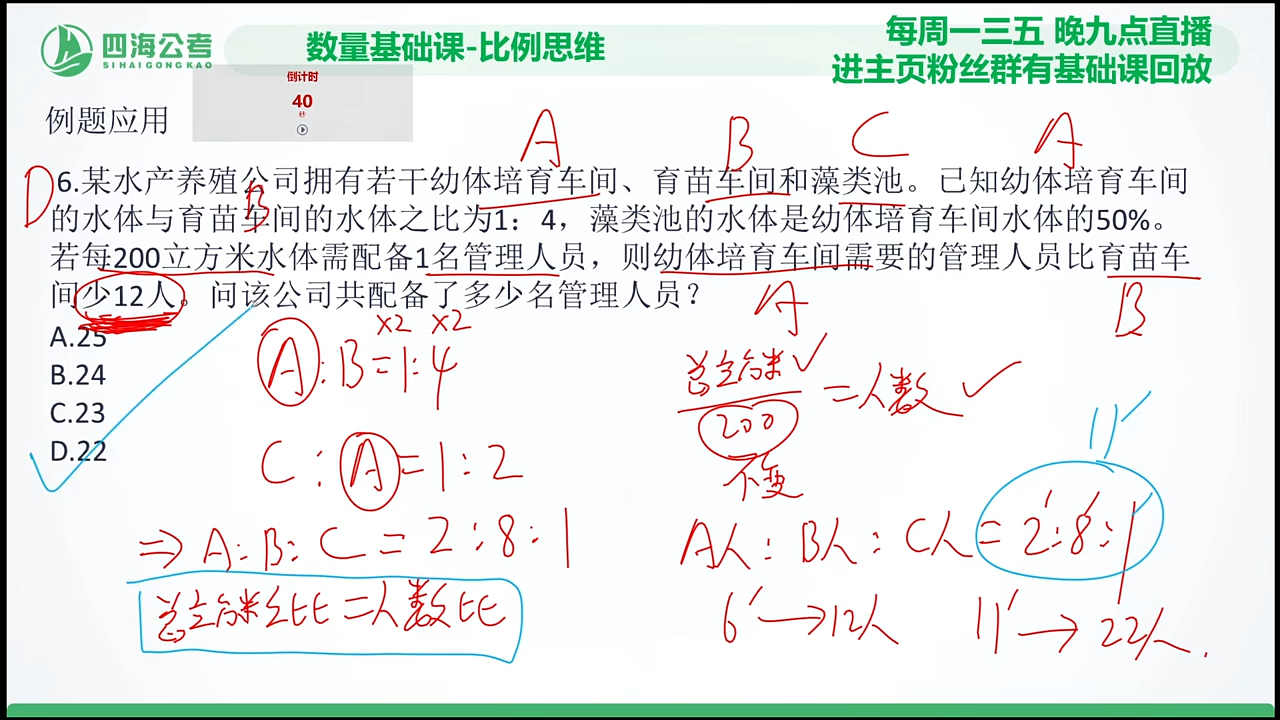 四海公考
SIHAIGONGKAO
数量基础课-比例思维
每周一三五 晚九点直播
进主页粉丝群有基础课回放
倒计时
40
秒
例题应用
A B C A
D
6.某水产养殖公司拥有若干幼体培育车间、育苗车间和藻类池。已知幼体培育车间
B
的水体与育苗车间的水体之比为1：4，藻类池的水体是幼体培育车间水体的50%。
若每200立方米水体需配备1名管理人员，则幼体培育车间需要的管理人员比育苗车
间少12人。问该公司共配备了多少名管理人员？
A B
A.25
B.24
C.23
D.22
×2 ×2
A:B=1:4
C:A=1:2
⇒A:B:C=2:8:1
总立方米之比=人数比
总立方米✓
200
=人数✓
不变
11'
A人:B人:C人=2':8':1'
6'→12人 11'→22人.